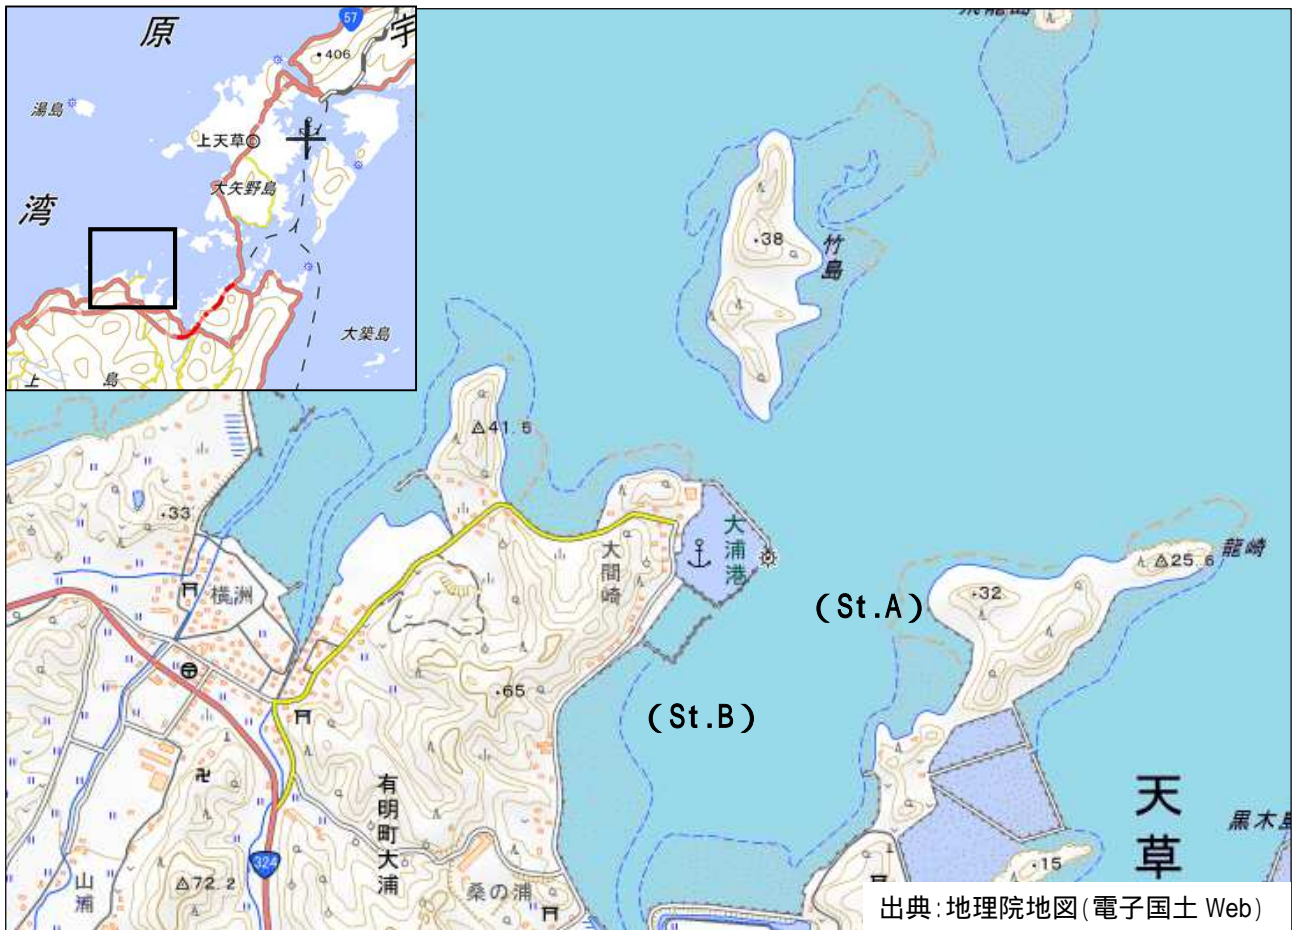 原
57
宇
406
湯島
上天草
大矢野島
湾
大築島
上
島
38
竹島
41.5
33
大浦港
大間崎
横洲
(St.A)
32
25.6
龍崎
65
(St.B)
有明町大浦
天草
324
72.2
山浦
桑の浦
15
出典:地理院地図(電子国土 Web)